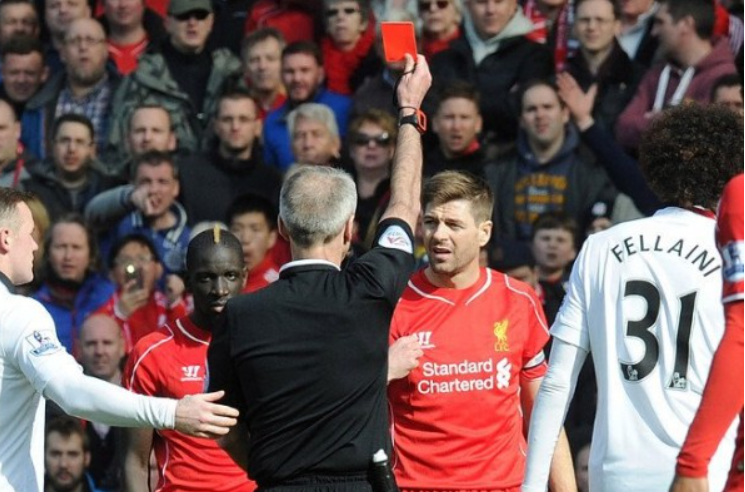 FELLAINI
31
L.F.C.
Standard
Chartered